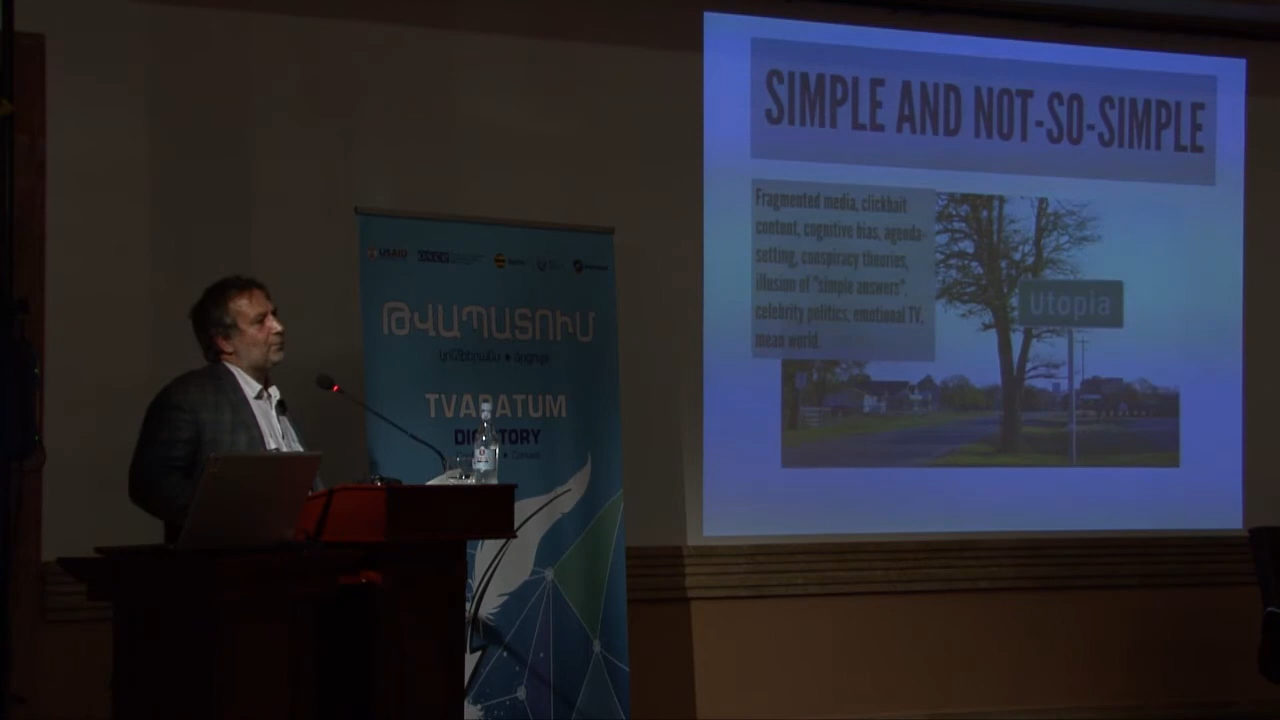 SIMPLE AND NOT-SO-SIMPLE
Fragmented media, clickbait
content, cognitive bias, agenda-
setting, conspiracy theories,
illusion of "simple answers",
celebrity politics, emotional TV,
mean world.
Utopia
USAID
ԹՎԱՊԱՏՈՒՄ
TVAPATUM